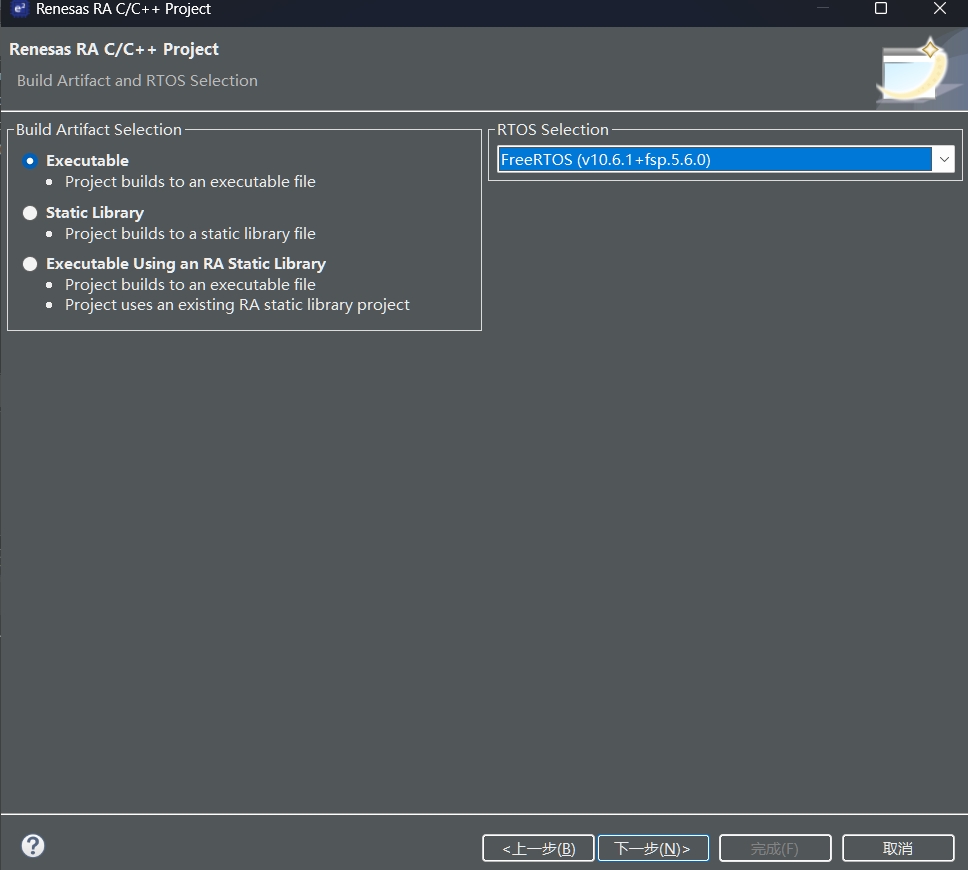 e² Renesas RA C/C++ Project
Renesas RA C/C++ Project
Build Artifact and RTOS Selection
Build Artifact Selection
Executable
• Project builds to an executable file
Static Library
• Project builds to a static library file
Executable Using an RA Static Library
• Project builds to an executable file
• Project uses an existing RA static library project
RTOS Selection
FreeRTOS (v10.6.1+fsp.5.6.0)
?
<上一步(B)
下一步(N)>
完成(F)
取消